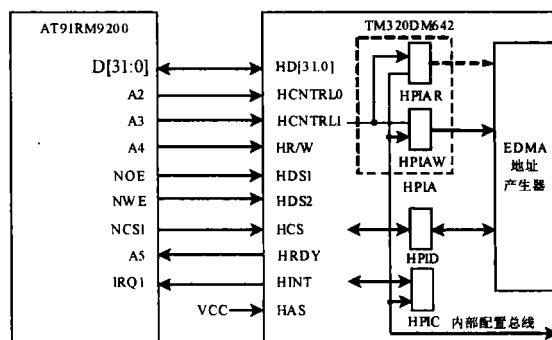 AT91RM9200
TM320DM642
D[31:0]
HD[31.0]
A2
HCNTRL0
A3
HCNTRL1
A4
HR/W
NOE
HDS1
NWE
HDS2
NCS1
HCS
A5
HRDY
IRQ1
HINT
VCC
HAS
HPIAR
HPIAW
HPIA
HPID
HPIC
EDMA
地址
产生器
内部配置总线